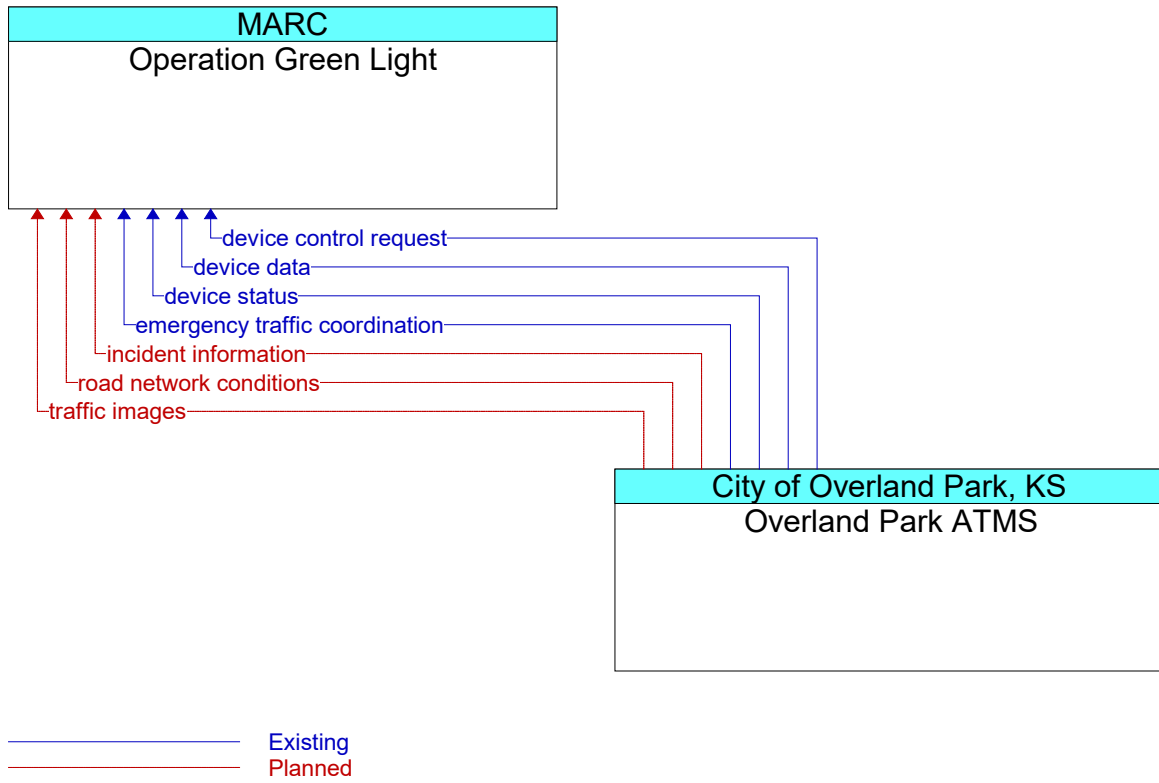 MARC
Operation Green Light
device control request
device data
device status
emergency traffic coordination
incident information
road network conditions
traffic images
City of Overland Park, KS
Overland Park ATMS
Existing
Planned